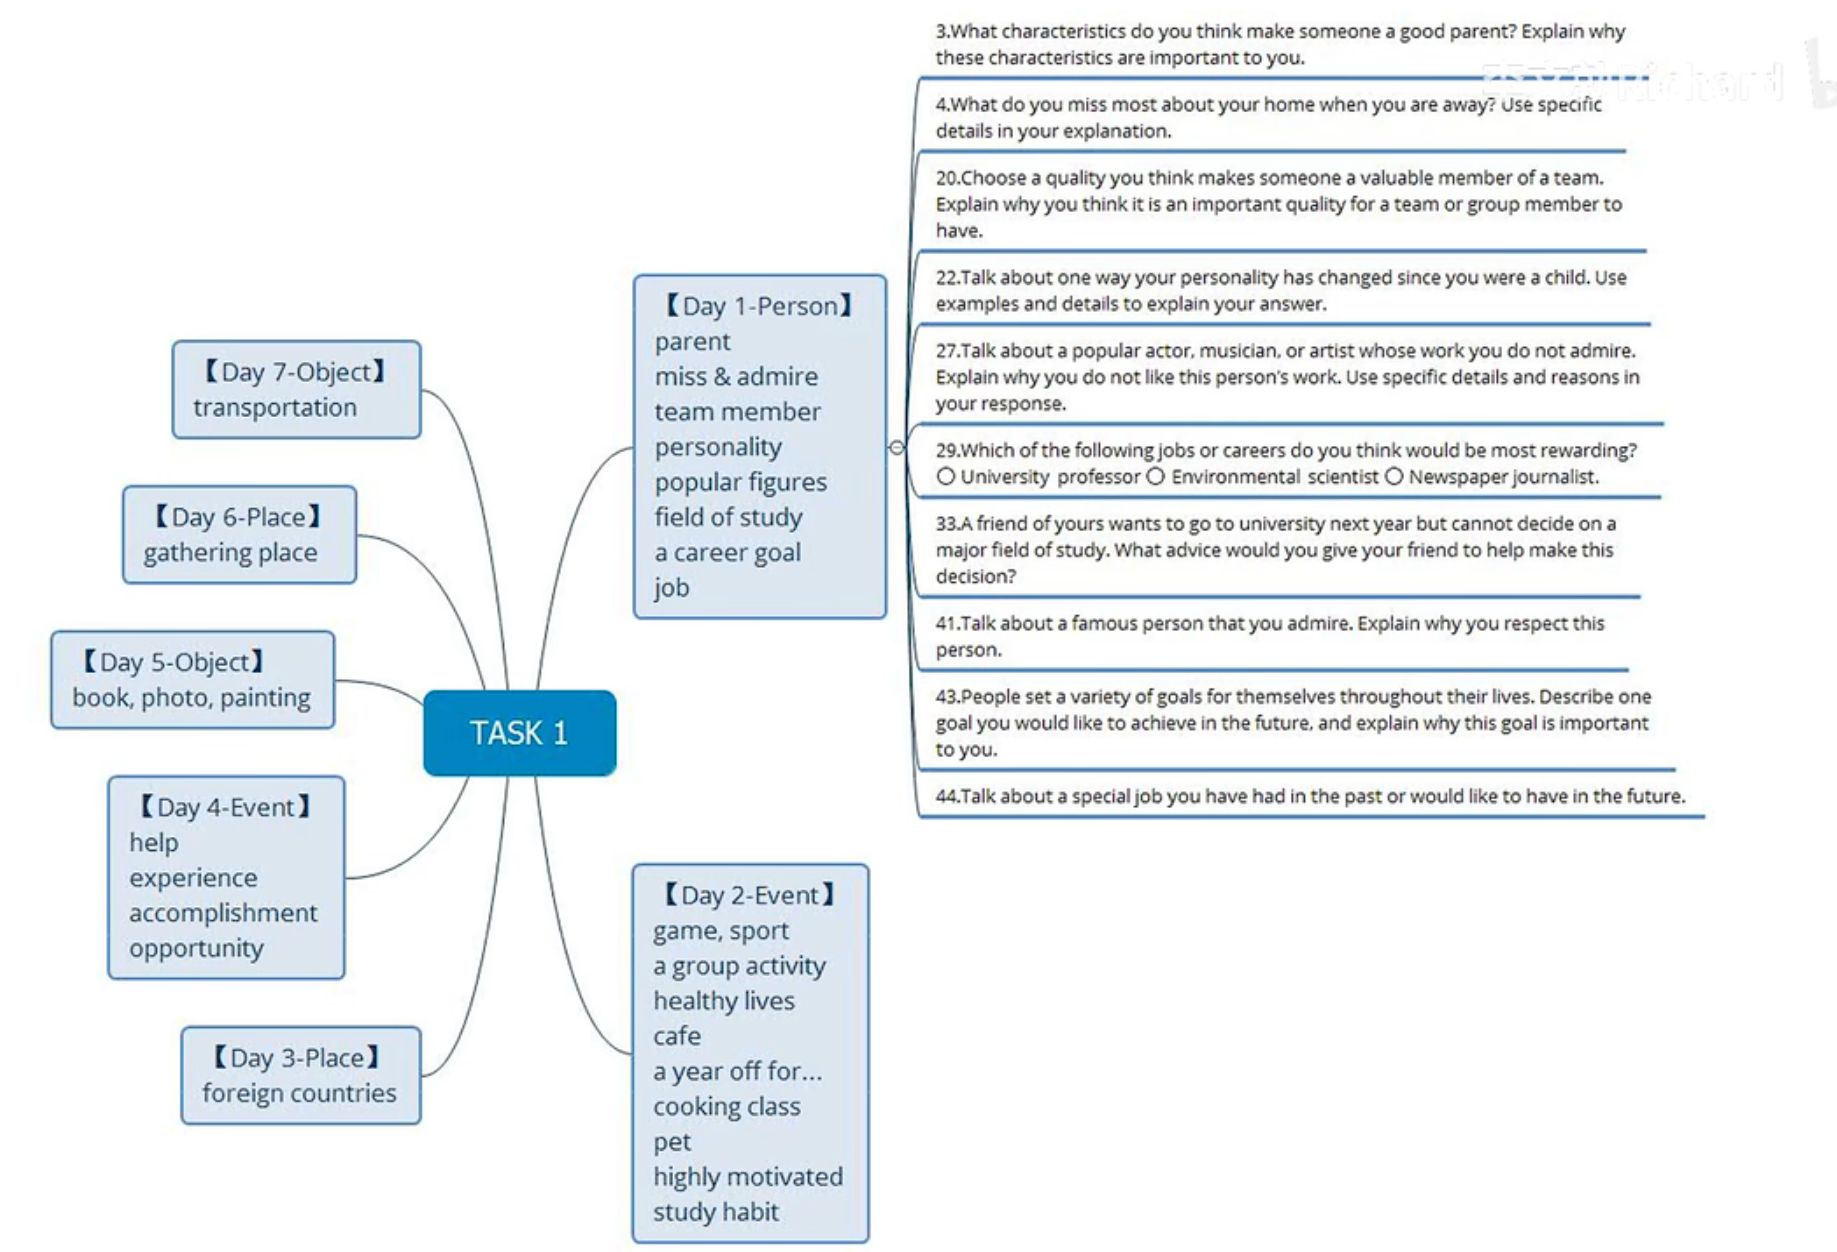 3.What characteristics do you think make someone a good parent? Explain why
these characteristics are important to you.
4.What do you miss most about your home when you are away? Use specific
details in your explanation.
20.Choose a quality you think makes someone a valuable member of a team.
Explain why you think it is an important quality for a team or group member to
have.
22.Talk about one way your personality has changed since you were a child. Use
examples and details to explain your answer.
27.Talk about a popular actor, musician, or artist whose work you do not admire.
Explain why you do not like this person's work. Use specific details and reasons in
your response.
29.Which of the following jobs or careers do you think would be most rewarding?
○ University professor ○ Environmental scientist ○ Newspaper journalist.
33.A friend of yours wants to go to university next year but cannot decide on a
major field of study. What advice would you give your friend to help make this
decision?
41.Talk about a famous person that you admire. Explain why you respect this
person.
43.People set a variety of goals for themselves throughout their lives. Describe one
goal you would like to achieve in the future, and explain why this goal is important
to you.
44.Talk about a special job you have had in the past or would like to have in the future.
【Day 1-Person】
parent
miss & admire
team member
personality
popular figures
field of study
a career goal
job
【Day 7-Object】
transportation
【Day 6-Place】
gathering place
【Day 5-Object】
book, photo, painting
TASK 1
【Day 4-Event】
help
experience
accomplishment
opportunity
【Day 3-Place】
foreign countries
【Day 2-Event】
game, sport
a group activity
healthy lives
cafe
a year off for...
cooking class
pet
highly motivated
study habit
Richard